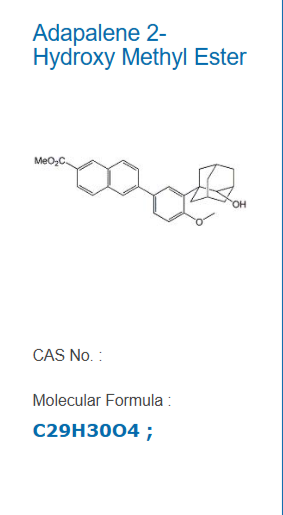 Adapalene 2-
Hydroxy Methyl Ester
MeO₂C
OH
O
CAS No. :
Molecular Formula :
C29H30O4 ;